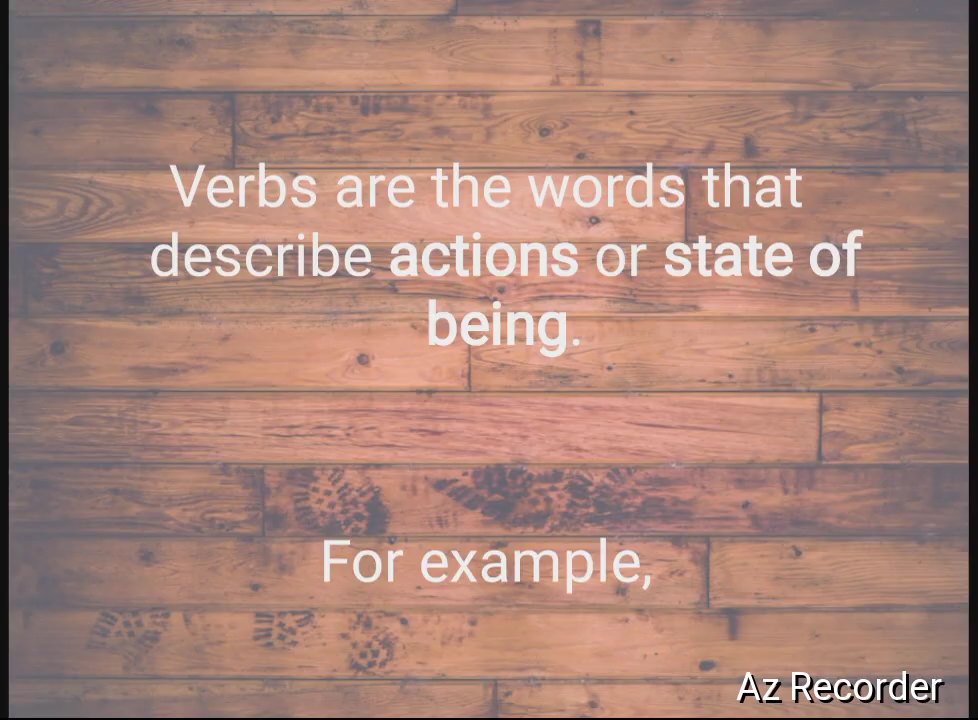 Verbs are the words that
describe actions or state of
being.
For example,
Az Recorder